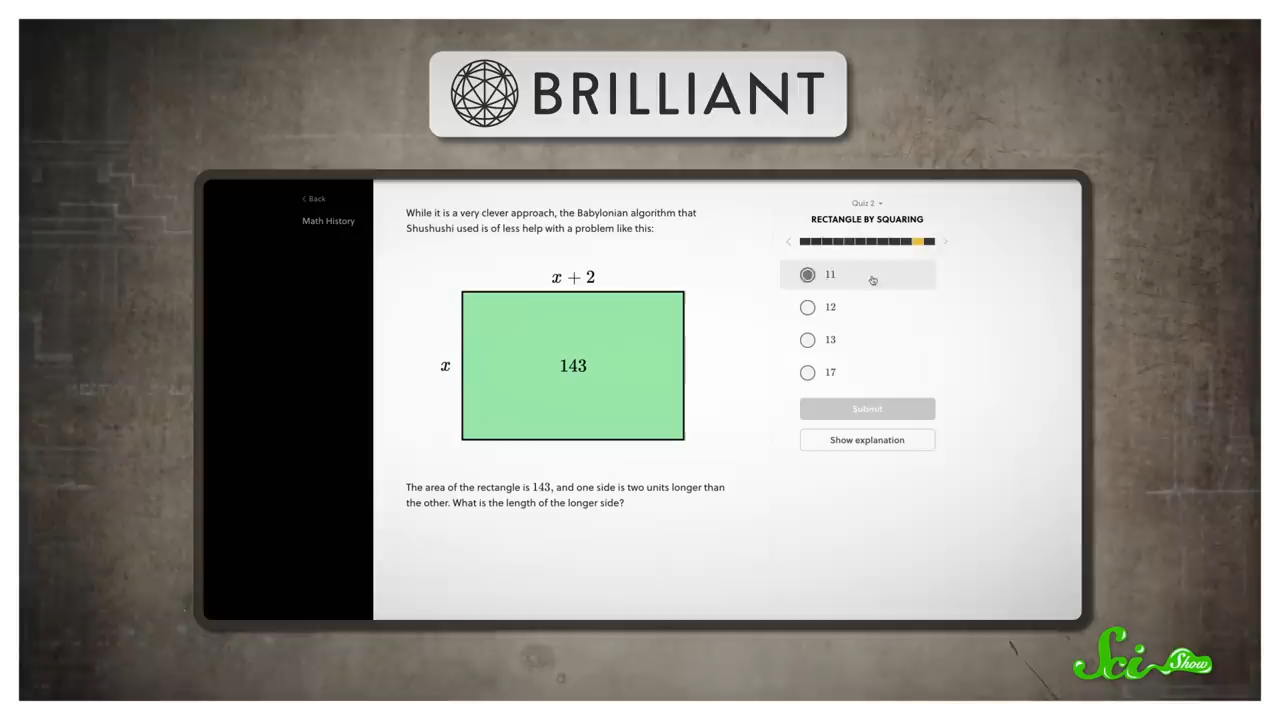 BRILLIANT
< Back
Math History
While it is a very clever approach, the Babylonian algorithm that
Shushushi used is of less help with a problem like this:
x + 2
x
143
The area of the rectangle is 143, and one side is two units longer than
the other. What is the length of the longer side?
Quiz 2
RECTANGLE BY SQUARING
11
12
13
17
Submit
Show explanation
Sci Show